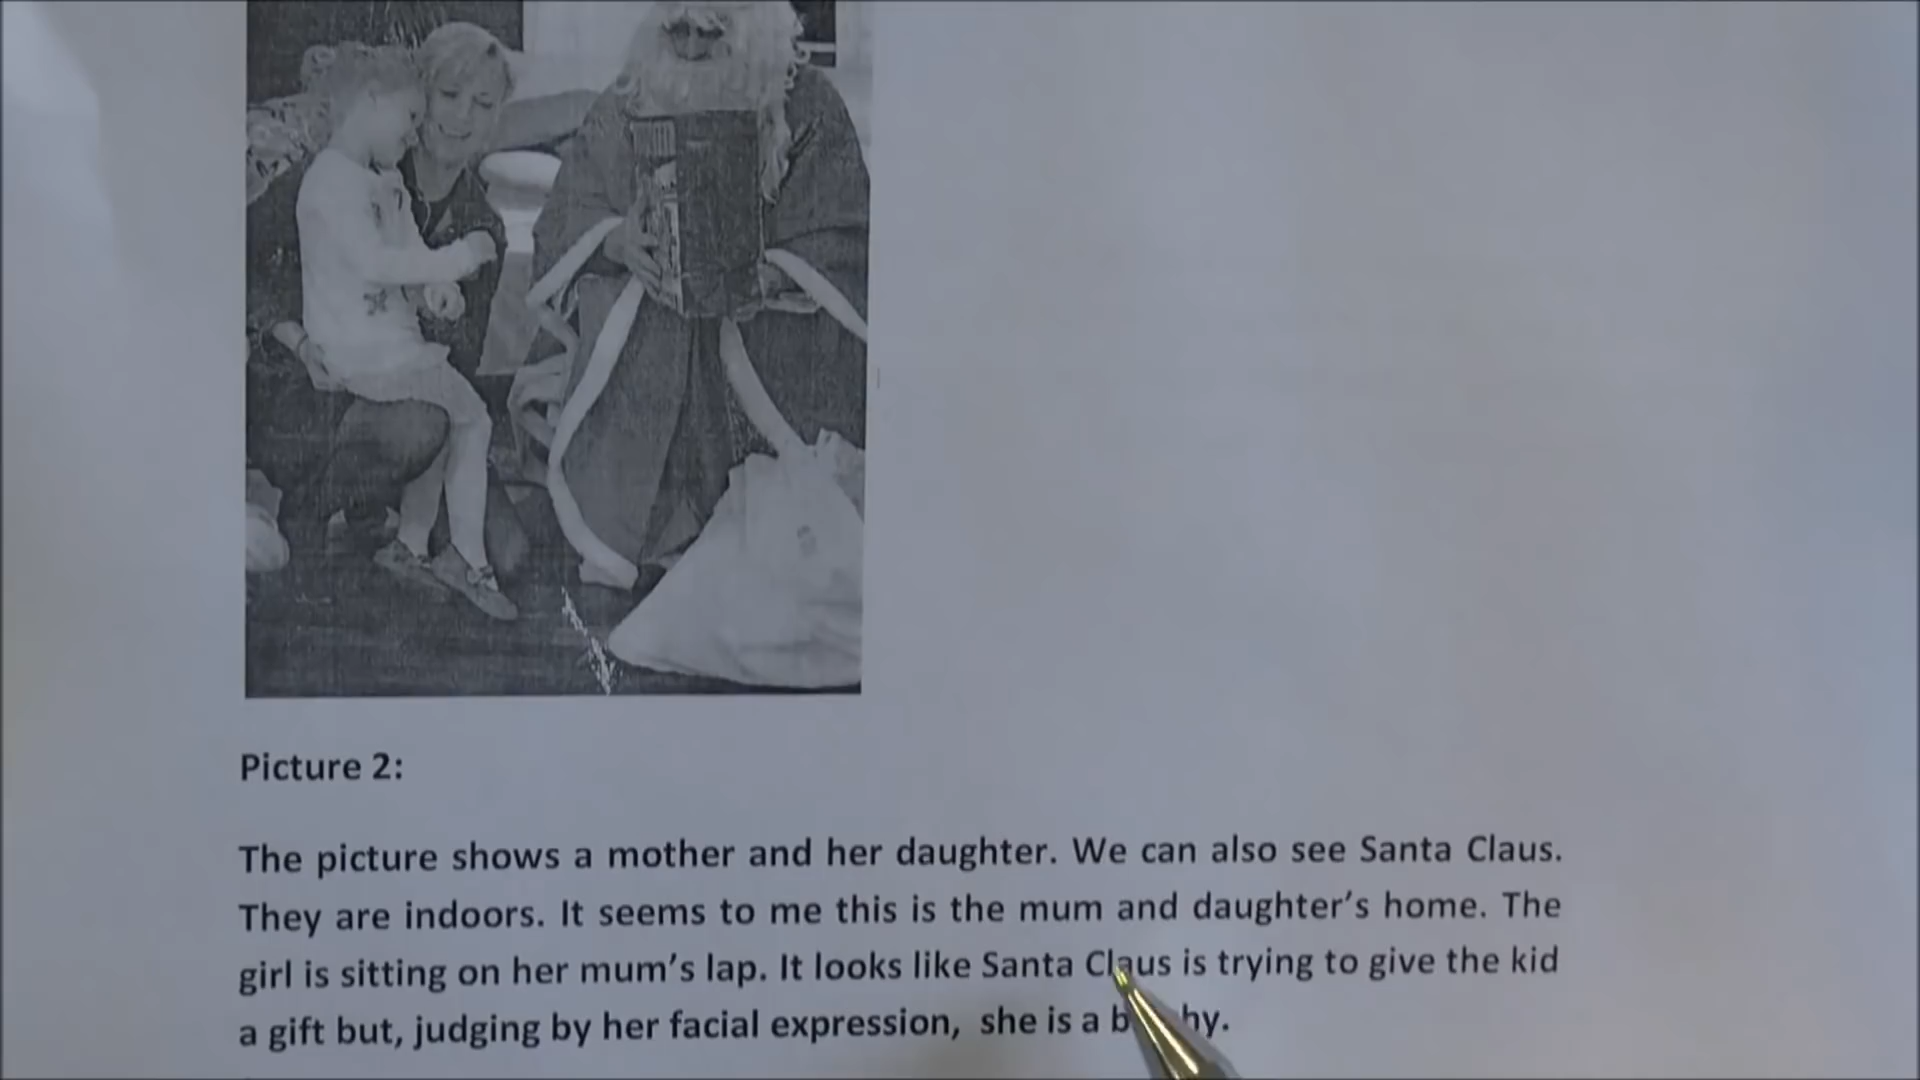 Picture 2:
The picture shows a mother and her daughter. We can also see Santa Claus.
They are indoors. It seems to me this is the mum and daughter’s home. The
girl is sitting on her mum’s lap. It looks like Santa Claus is trying to give the kid
a gift but, judging by her facial expression, she is a